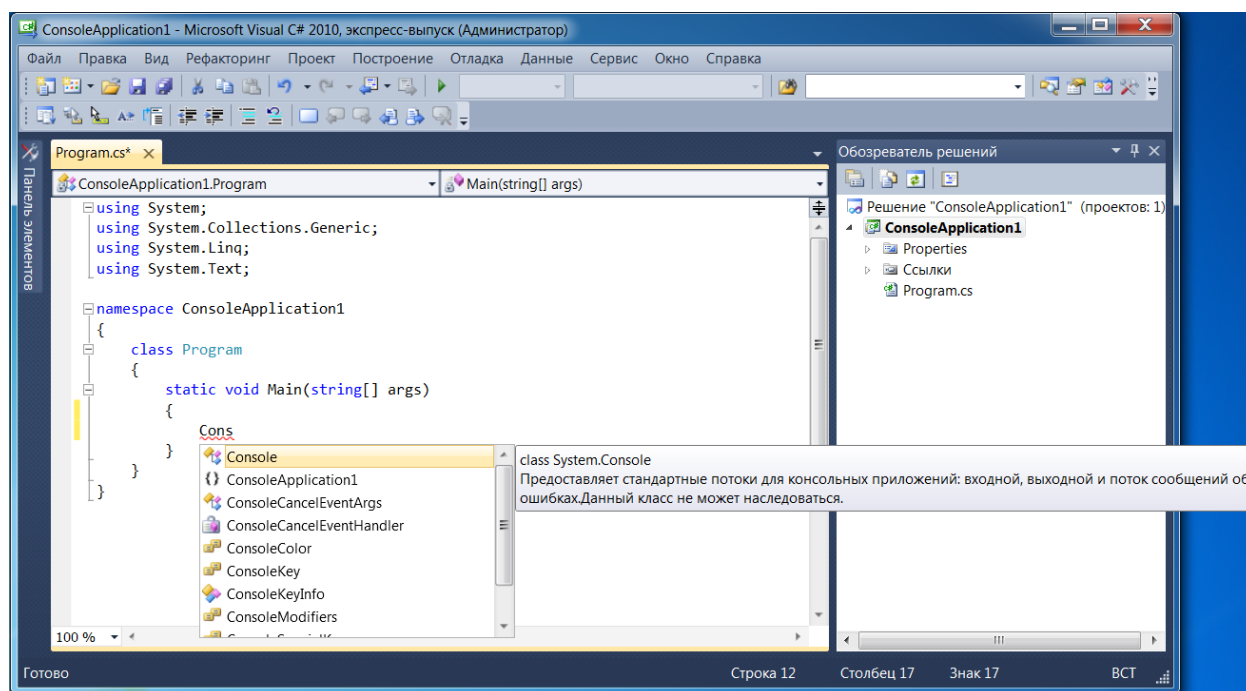 ConsoleApplication1 - Microsoft Visual C# 2010, экспресс-выпуск (Администратор)
Файл Правка Вид Рефакторинг Проект Построение Отладка Данные Сервис Окно Справка
Панель элементов
Program.cs*
ConsoleApplication1.Program
Main(string[] args)
using System;
using System.Collections.Generic;
using System.Linq;
using System.Text;
namespace ConsoleApplication1
{
class Program
{
static void Main(string[] args)
{
Cons
}
}
}
Console
ConsoleApplication1
ConsoleCancelEventArgs
ConsoleCancelEventHandler
ConsoleColor
ConsoleKey
ConsoleKeyInfo
ConsoleModifiers
class System.Console
Предоставляет стандартные потоки для консольных приложений: входной, выходной и поток сообщений об
ошибках.Данный класс не может наследоваться.
100 %
Обозреватель решений
Решение "ConsoleApplication1" (проектов: 1)
ConsoleApplication1
Properties
Ссылки
Program.cs
Готово Строка 12 Столбец 17 Знак 17 ВСТ